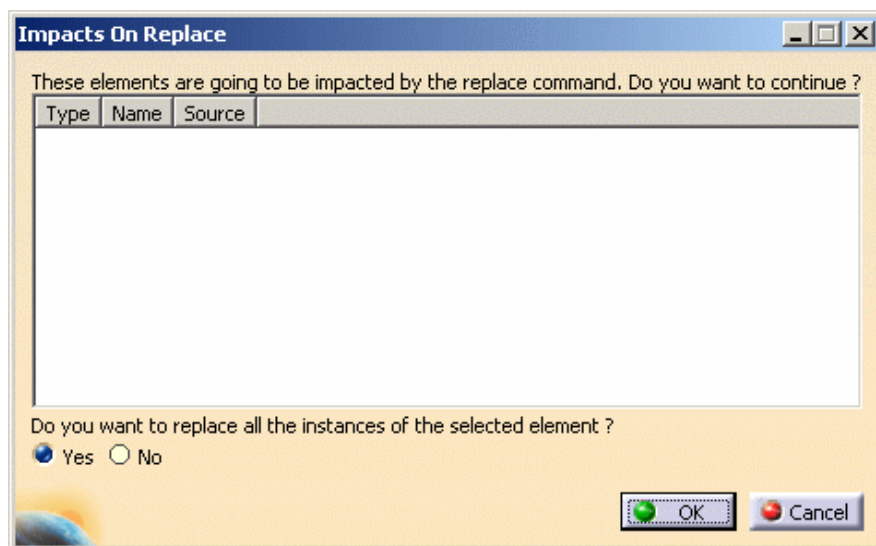 Impacts On Replace
These elements are going to be impacted by the replace command. Do you want to continue ?
Type Name Source
Do you want to replace all the instances of the selected element ?
Yes No
OK Cancel